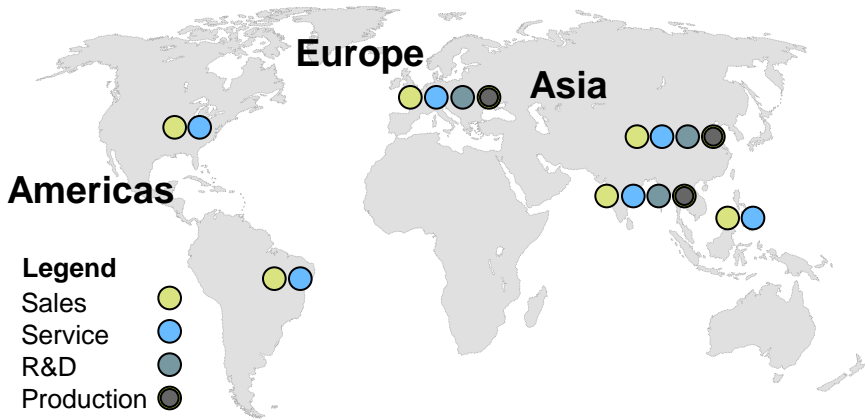 Europe
Asia
Americas
Legend
Sales
Service
R&D
Production